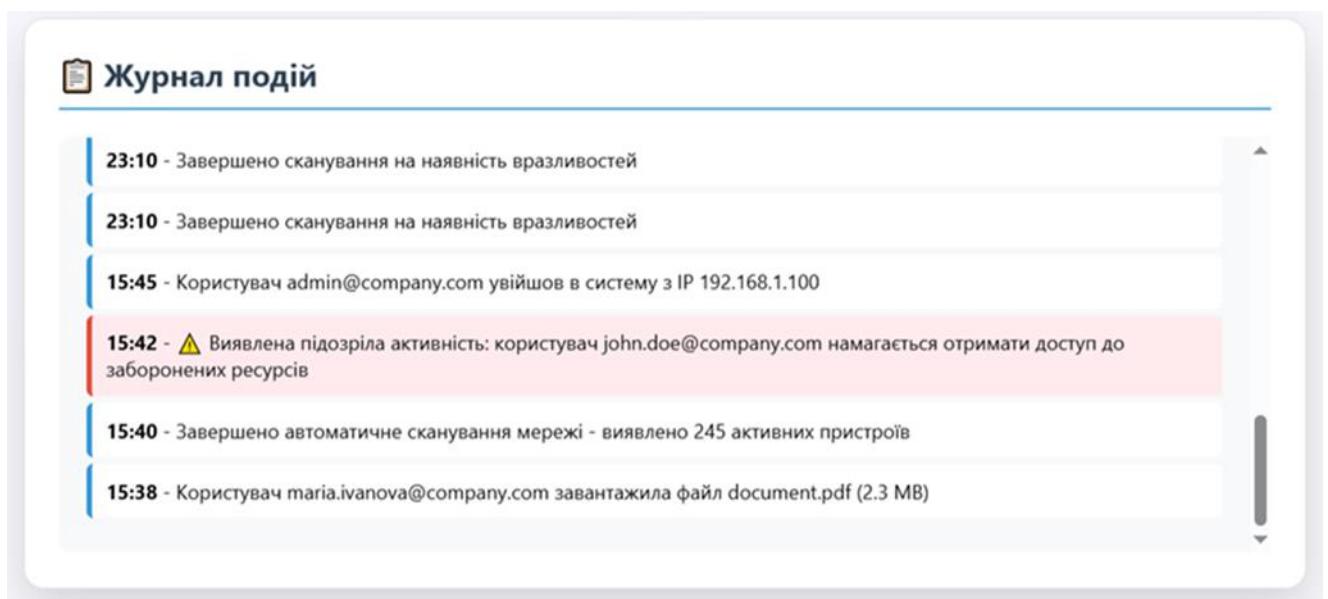 Журнал подій
23:10 - Завершено сканування на наявність вразливостей
23:10 - Завершено сканування на наявність вразливостей
15:45 - Користувач admin@company.com увійшов в систему з IP 192.168.1.100
15:42 - ⚠ Виявлена підозріла активність: користувач john.doe@company.com намагається отримати доступ до
заборонених ресурсів
15:40 - Завершено автоматичне сканування мережі - виявлено 245 активних пристроїв
15:38 - Користувач maria.ivanova@company.com завантажила файл document.pdf (2.3 MB)